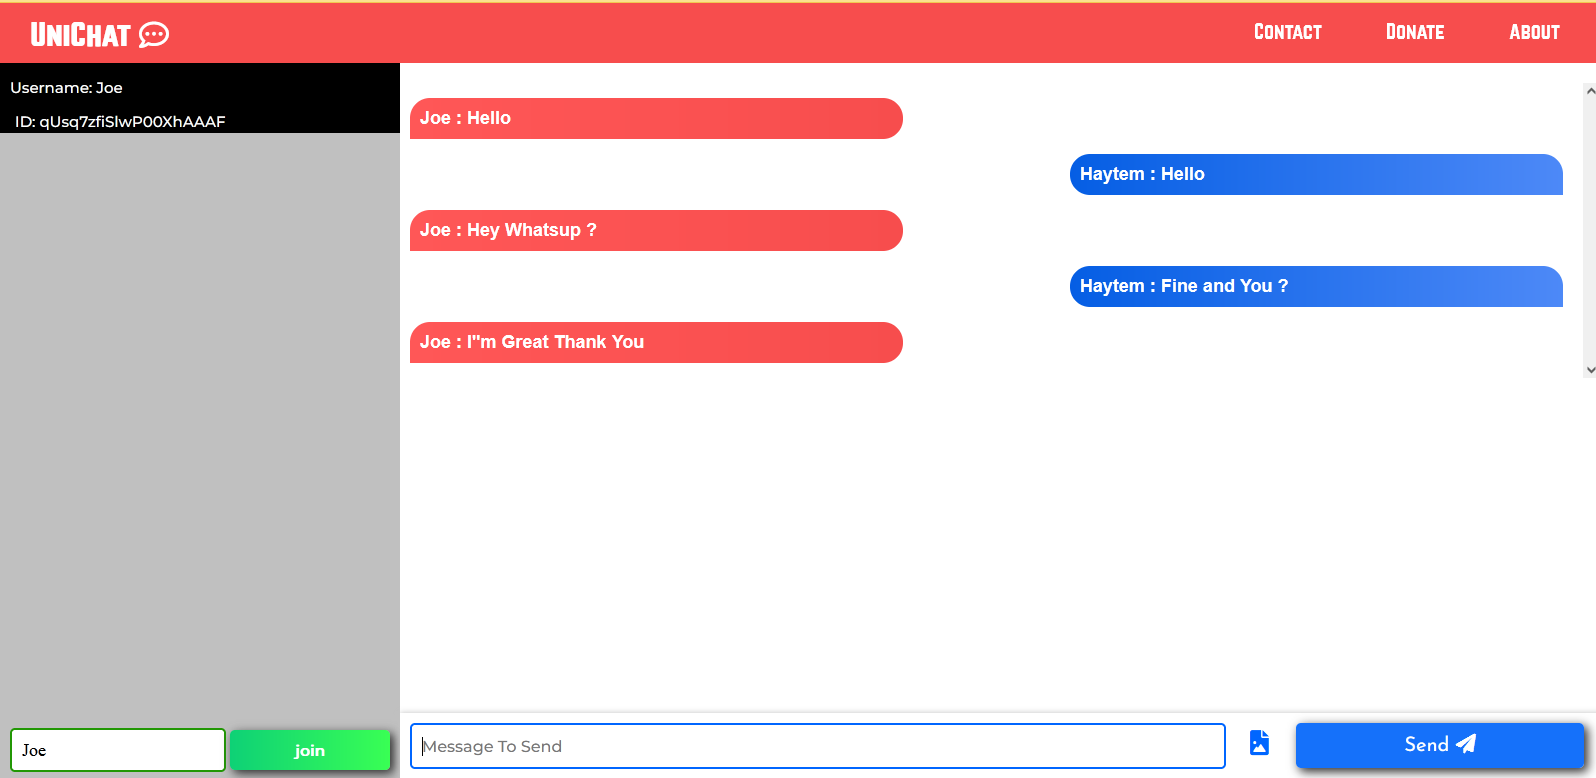 UniChat
Contact
Donate
About
Username: Joe
ID: qUsq7zfiSlwP00XhAAAF
Joe : Hello
Haytem : Hello
Joe : Hey Whatsup ?
Haytem : Fine and You ?
Joe : I"m Great Thank You
Joe
join
Message To Send
Send